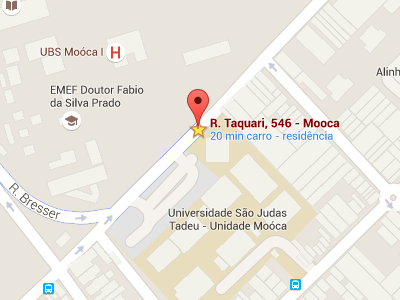 UBS Moóca I H
Alinh
EMEF Doutor Fabio
da Silva Prado
R. Taquari, 546 - Mooca
20 min carro - residência
R. Bresser
Universidade São Judas
Tadeu - Unidade Moóca